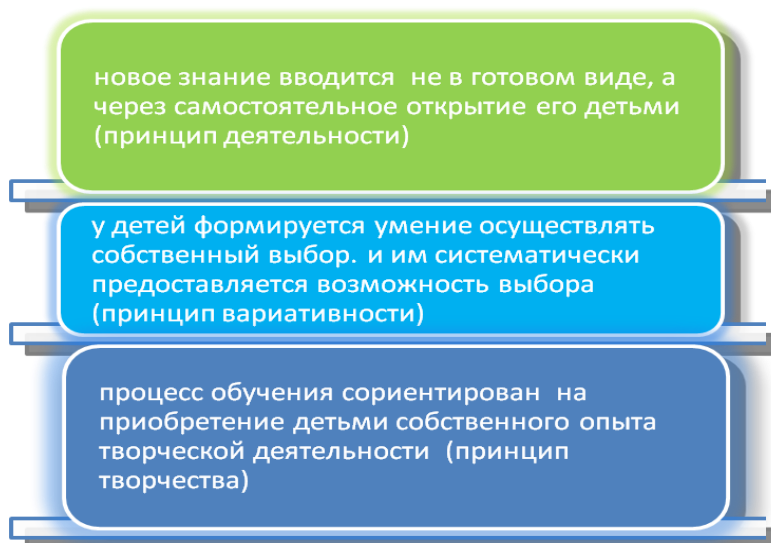 новое знание вводится  не в готовом виде, а
через самостоятельное открытие его детьми
(принцип деятельности)
у детей формируется умение осуществлять
собственный выбор. и им систематически
предоставляется возможность выбора
(принцип вариативности)
процесс обучения сориентирован  на
приобретение детьми собственного опыта
творческой деятельности  (принцип
творчества)